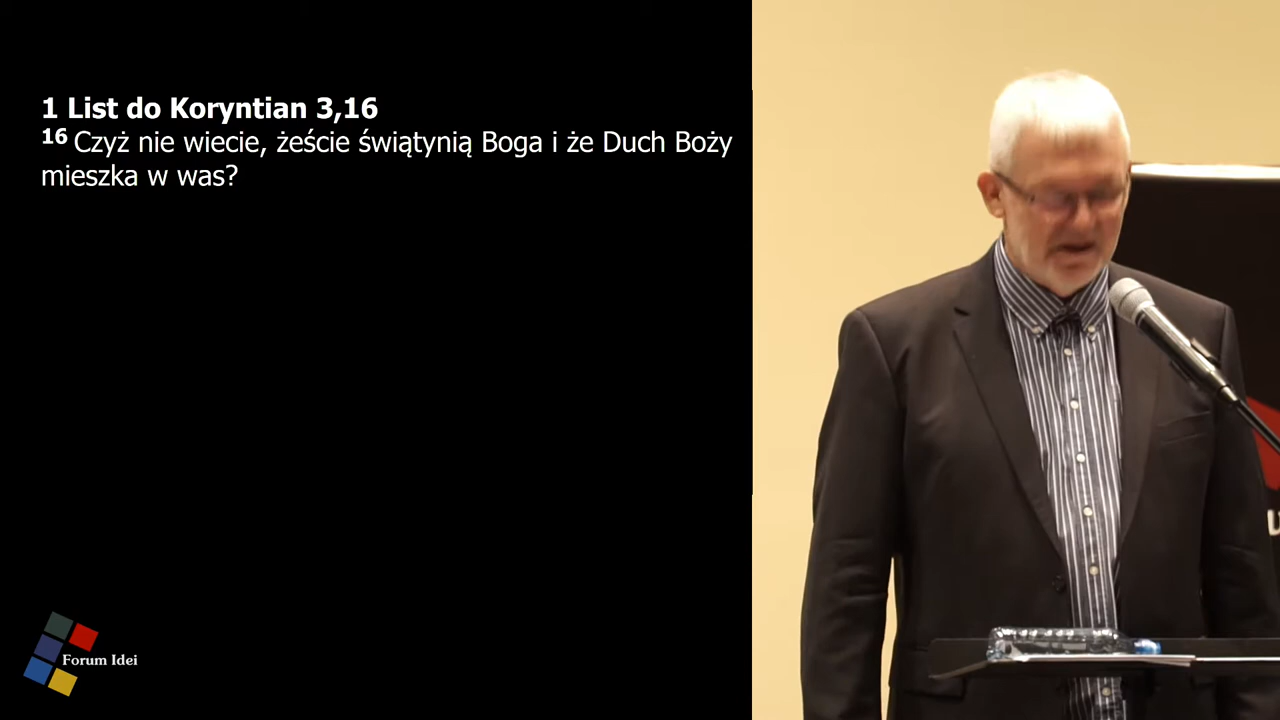 1 List do Koryntian 3,16
16 Czyż nie wiecie, żeście świątynią Boga i że Duch Boży
mieszka w was?
Forum Idei